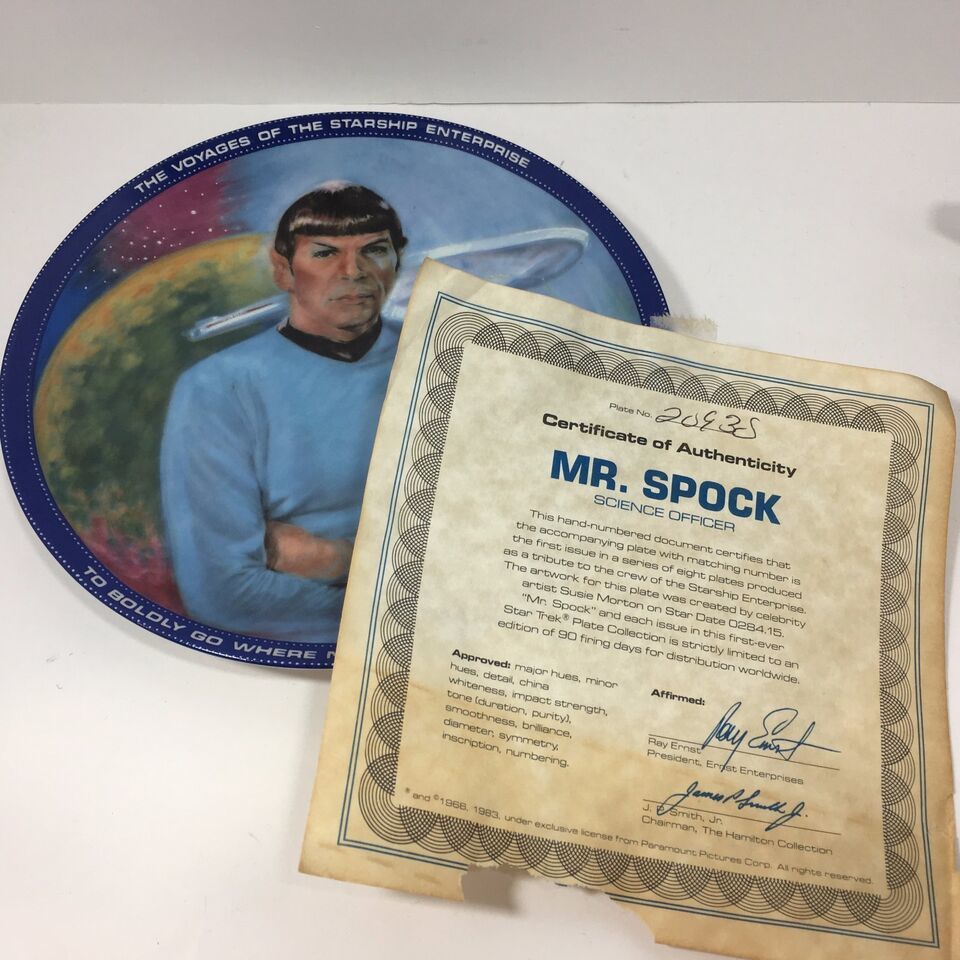 THE VOYAGES OF THE STARSHIP ENTERPRISE
TO BOLDLY GO WHERE N
Plate No.
Certificate of Authenticity
MR. SPOCK
SCIENCE OFFICER
This hand-numbered document certifies that
the accompanying plate with matching number is
the first issue in a series of eight plates produced
as a tribute to the crew of the Starship Enterprise.
The artwork for this plate was created by celebrity
artist Susie Morton on Star Date 0284.15.
"Mr. Spock" and each issue in this first-ever
Star Trek® Plate Collection is strictly limited to an
edition of 90 firing days for distribution worldwide.
Approved: major hues, minor
hues, detail, china
whiteness, impact strength,
tone (duration, purity),
smoothness, brilliance,
diameter, symmetry,
inscription, numbering.
Affirmed:
Ray Ernst
Ray Ernst
President, Ernst Enterprises
James P Smith Jr.
J. P. Smith, Jr.
Chairman, The Hamilton Collection
® and ©1968, 1983, under exclusive license from Paramount Pictures Corp. All rights reserved.